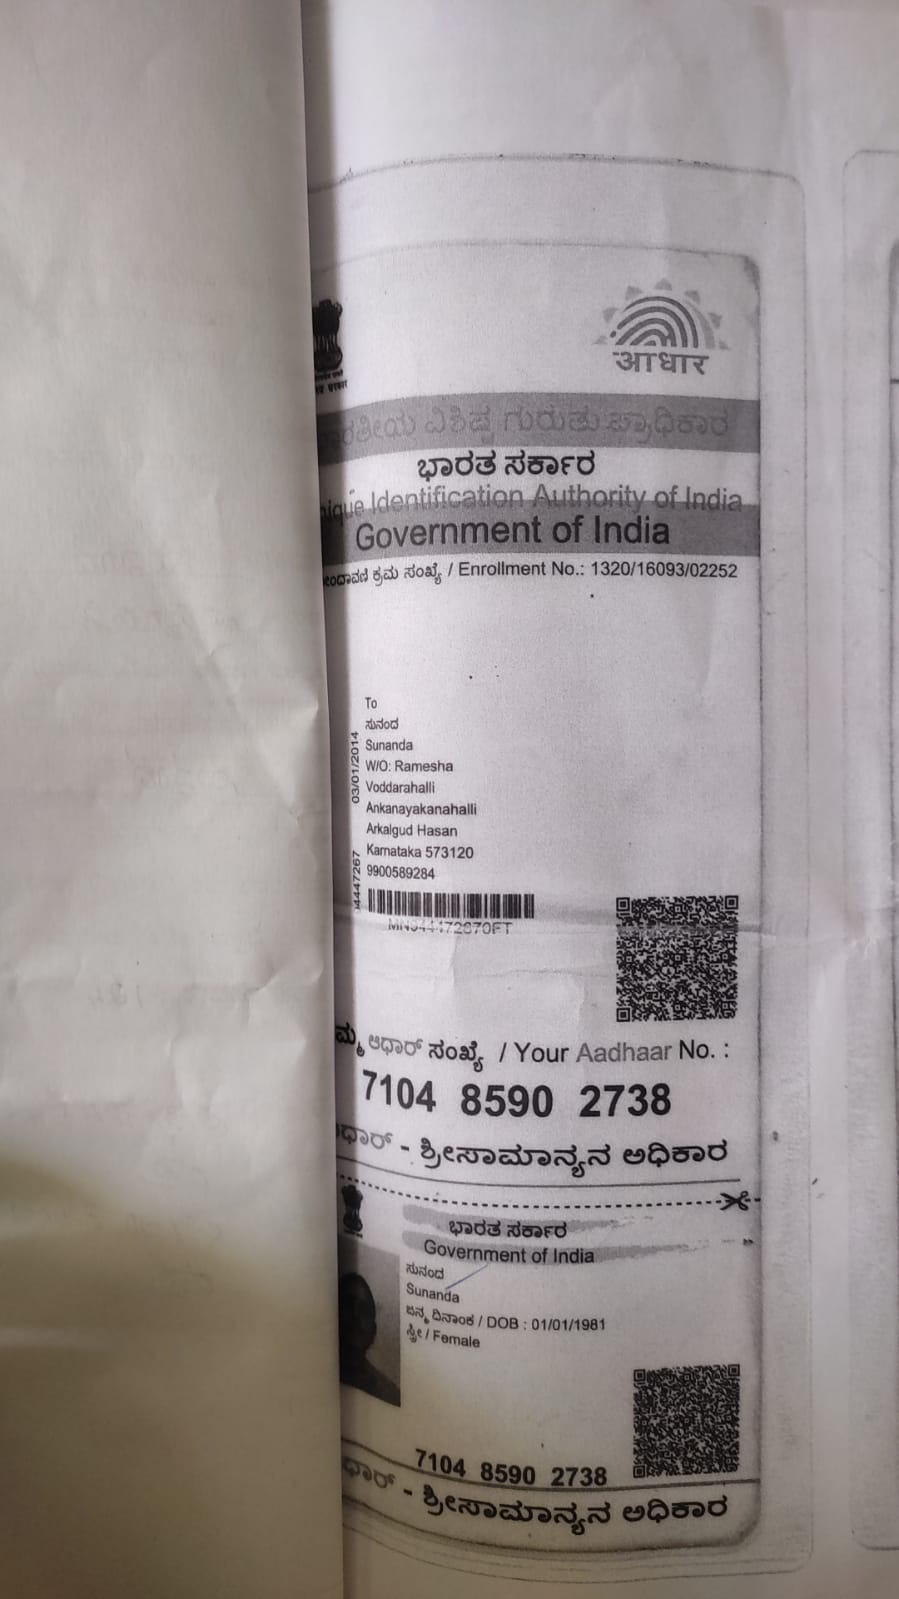 आधार
ಭಾರತೀಯ ವಿಶಿಷ್ಟ ಗುರುತು ಪ್ರಾಧಿಕಾರ
ಭಾರತ ಸರ್ಕಾರ
nique Identification Authority of India
Government of India
ಕ್ರಮ ಸಂಖ್ಯೆ / Enrollment No.: 1320/16093/02252
To
ಸುನಂದ
Sunanda
W/O: Ramesha
Voddarahalli
Ankanayakanahalli
Arkalgud Hasan
Karnataka 573120
9900589284
03/01/2014
ಆಧಾರ್ ಸಂಖ್ಯೆ / Your Aadhaar No. :
7104 8590 2738
ಧಾರ್ - ಶ್ರೀಸಾಮಾನ್ಯನ ಅಧಿಕಾರ
ಭಾರತ ಸರ್ಕಾರ
Government of India
ಸುನಂದ
Sunanda
ಜನ್ಮ ದಿನಾಂಕ / DOB : 01/01/1981
ಸ್ತ್ರೀ / Female
7104 8590 2738
ಧಾರ್ - ಶ್ರೀಸಾಮಾನ್ಯನ ಅಧಿಕಾರ